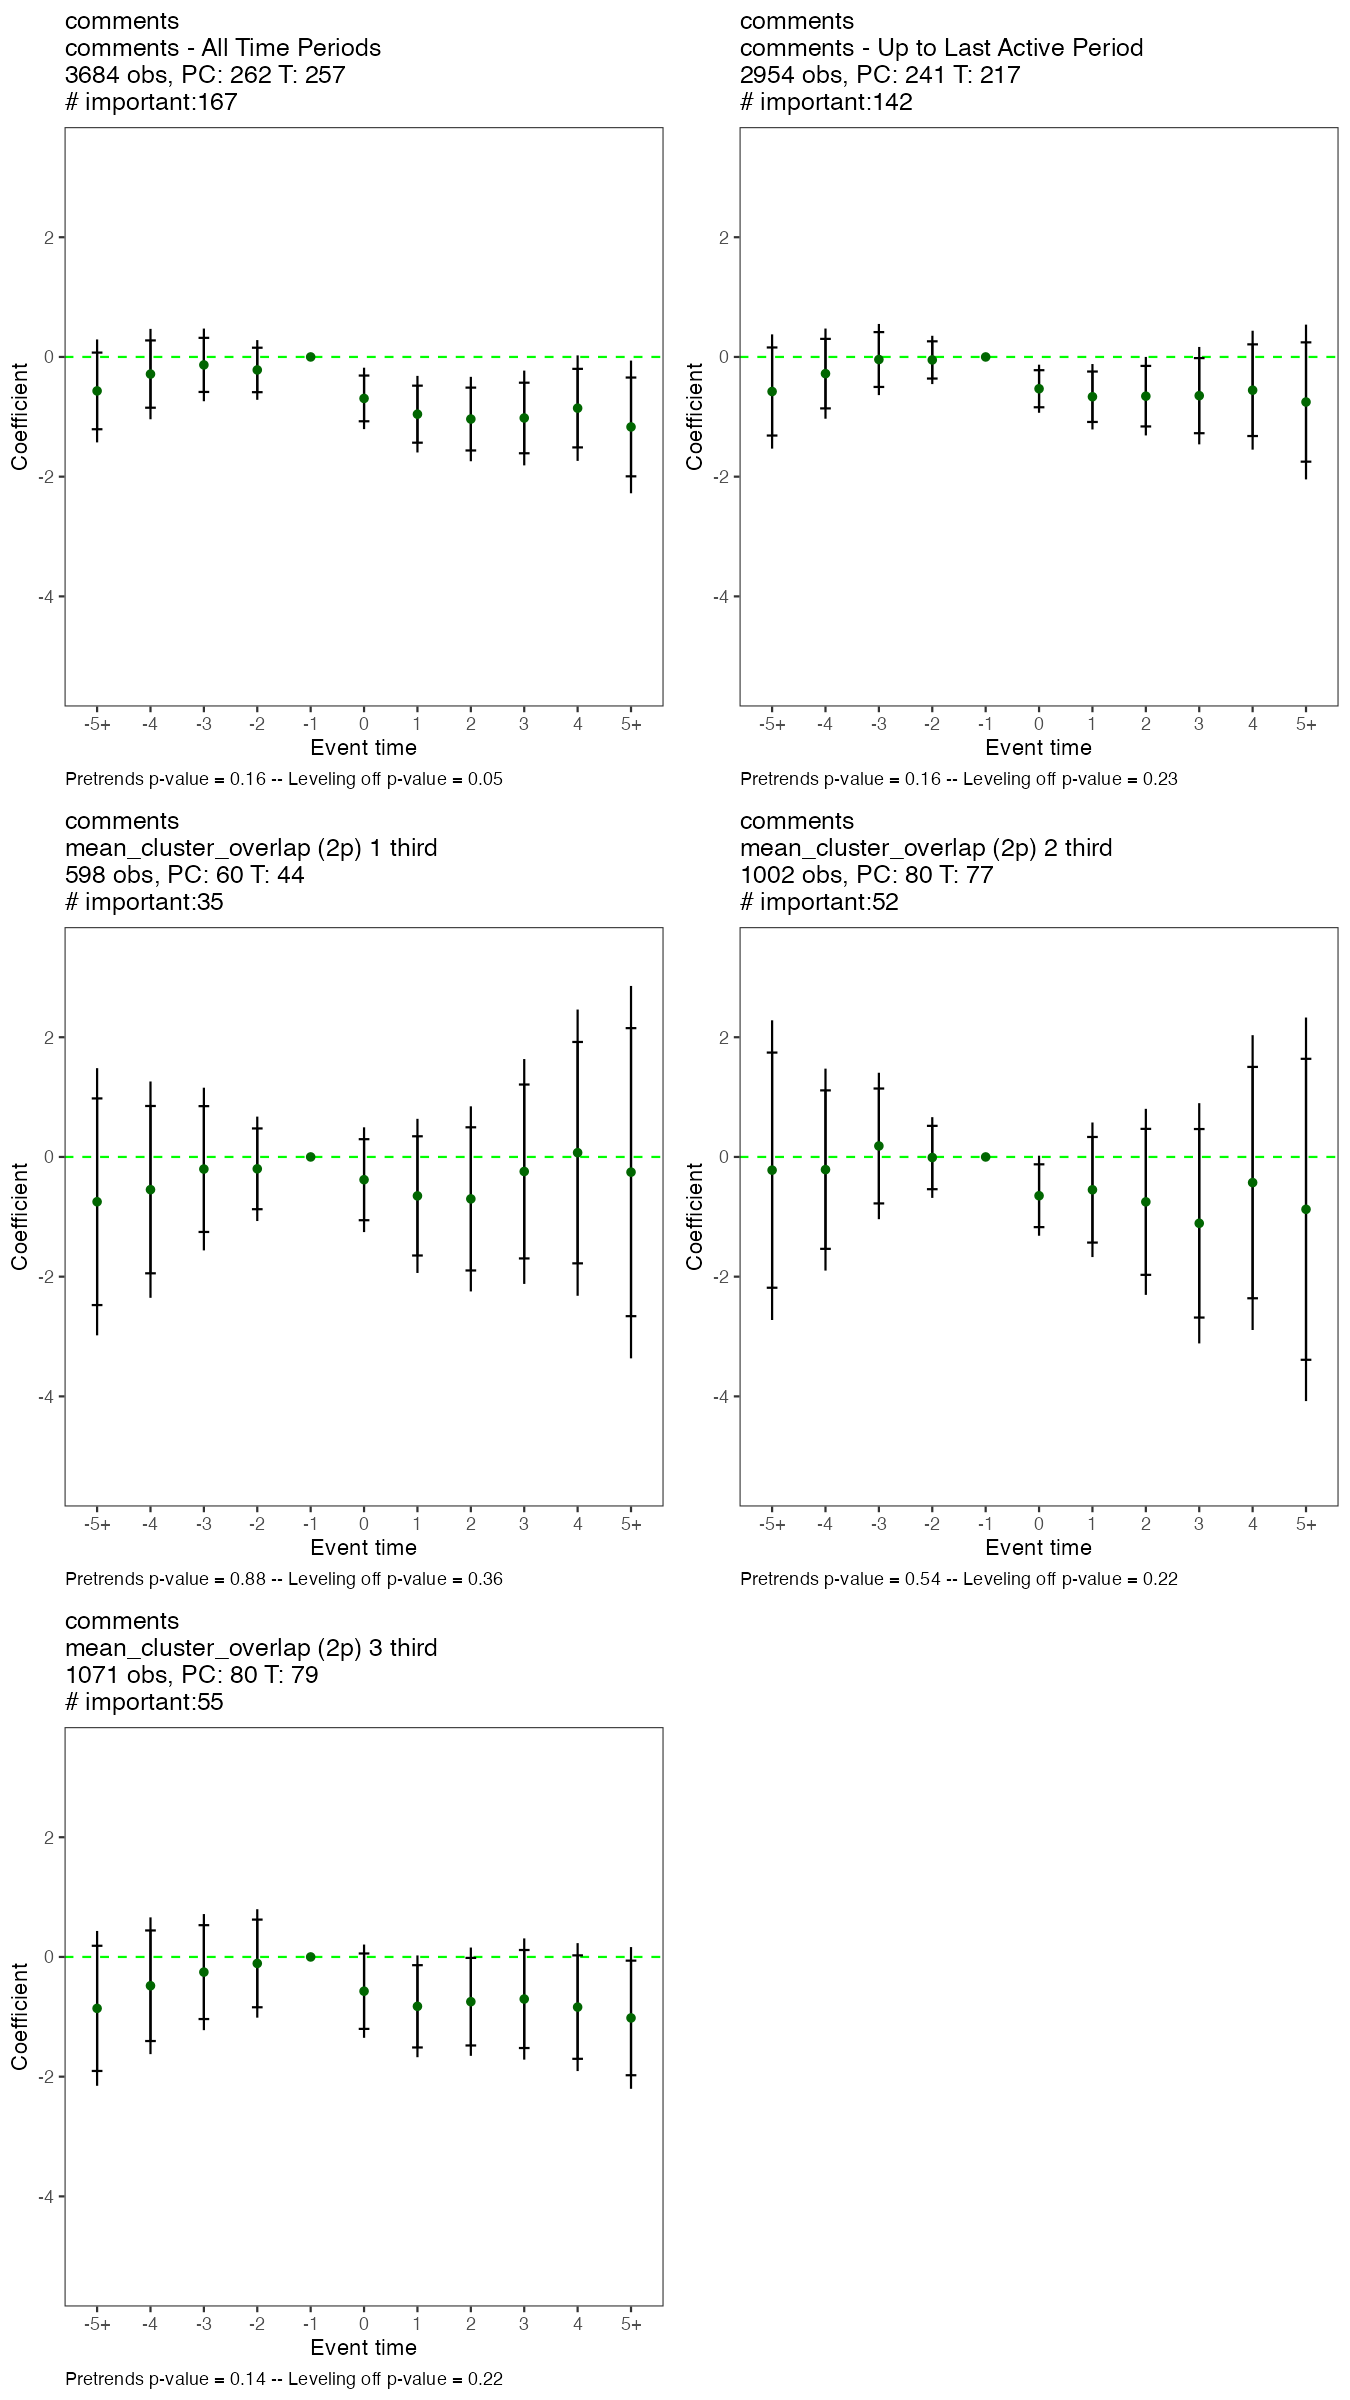 comments
comments - All Time Periods
3684 obs, PC: 262 T: 257
# important:167
2
0
-2
-4
Coefficient
-5+ -4 -3 -2 -1 0 1 2 3 4 5+
Event time
Pretrends p-value = 0.16 -- Leveling off p-value = 0.05
comments
comments - Up to Last Active Period
2954 obs, PC: 241 T: 217
# important:142
2
0
-2
-4
Coefficient
-5+ -4 -3 -2 -1 0 1 2 3 4 5+
Event time
Pretrends p-value = 0.16 -- Leveling off p-value = 0.23
comments
mean_cluster_overlap (2p) 1 third
598 obs, PC: 60 T: 44
# important:35
2
0
-2
-4
Coefficient
-5+ -4 -3 -2 -1 0 1 2 3 4 5+
Event time
Pretrends p-value = 0.88 -- Leveling off p-value = 0.36
comments
mean_cluster_overlap (2p) 2 third
1002 obs, PC: 80 T: 77
# important:52
2
0
-2
-4
Coefficient
-5+ -4 -3 -2 -1 0 1 2 3 4 5+
Event time
Pretrends p-value = 0.54 -- Leveling off p-value = 0.22
comments
mean_cluster_overlap (2p) 3 third
1071 obs, PC: 80 T: 79
# important:55
2
0
-2
-4
Coefficient
-5+ -4 -3 -2 -1 0 1 2 3 4 5+
Event time
Pretrends p-value = 0.14 -- Leveling off p-value = 0.22